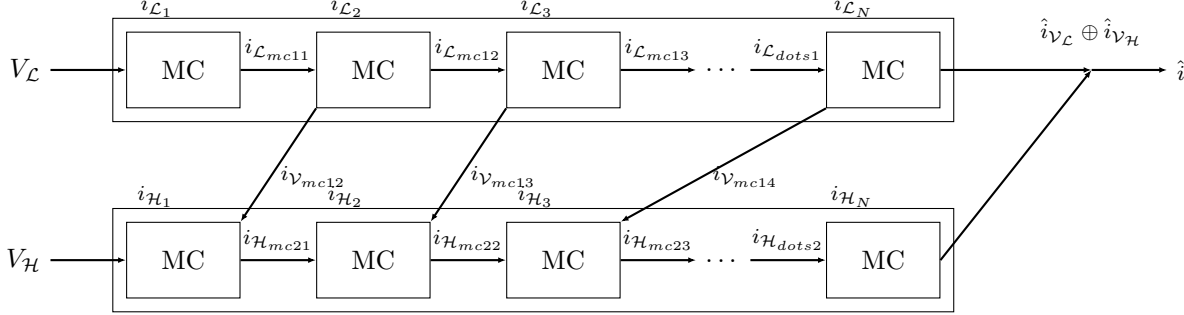 i_{\mathcal{L}_1} i_{\mathcal{L}_2} i_{\mathcal{L}_3} i_{\mathcal{L}_N}
\hat{i}_{\mathcal{V}_\mathcal{L}} ⊕ \hat{i}_{\mathcal{V}_\mathcal{H}}
V_\mathcal{L} MC i_{\mathcal{L}_{mc11}} MC i_{\mathcal{L}_{mc12}} MC i_{\mathcal{L}_{mc13}} ⋯ i_{\mathcal{L}_{dots1}} MC \hat{i}
i_{\mathcal{V}_{mc12}} i_{\mathcal{V}_{mc13}} i_{\mathcal{V}_{mc14}}
i_{\mathcal{H}_1} i_{\mathcal{H}_2} i_{\mathcal{H}_3} i_{\mathcal{H}_N}
V_\mathcal{H} MC i_{\mathcal{H}_{mc21}} MC i_{\mathcal{H}_{mc22}} MC i_{\mathcal{H}_{mc23}} ⋯ i_{\mathcal{H}_{dots2}} MC